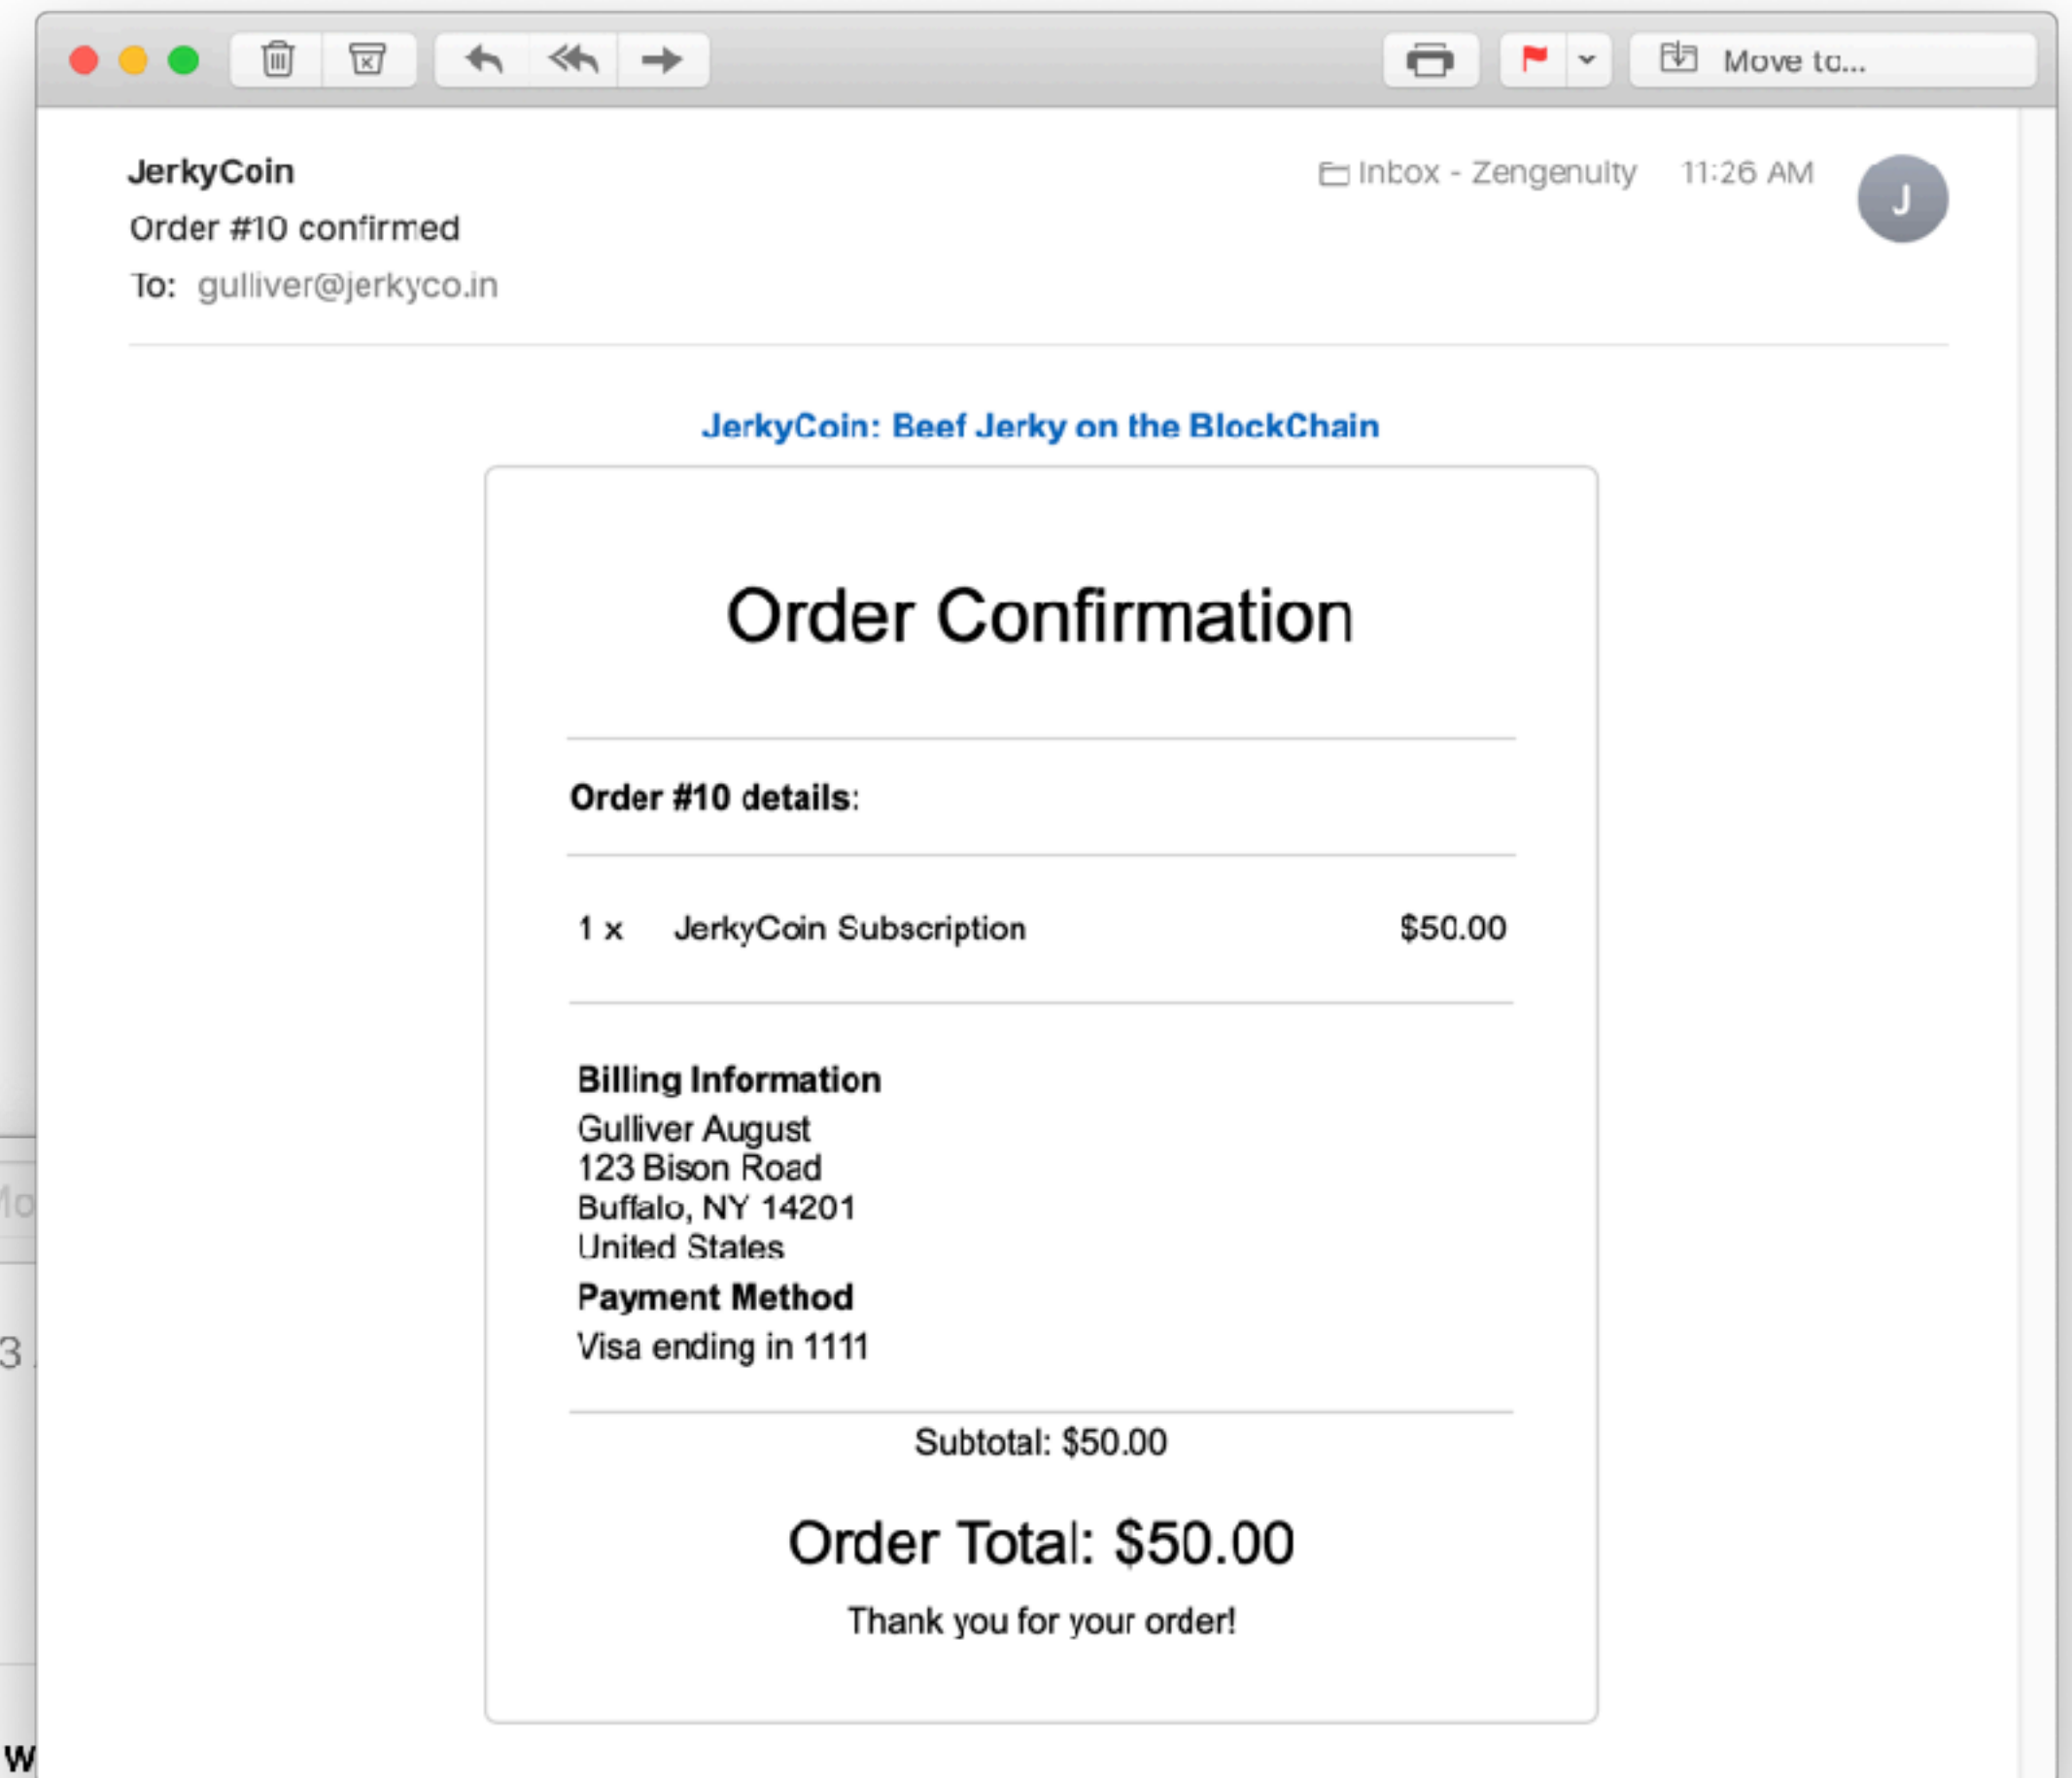 Move to...
JerkyCoin
Inbox - Zengenuity 11:26 AM
J
Order #10 confirmed
To: gulliver@jerkyco.in
JerkyCoin: Beef Jerky on the BlockChain
Order Confirmation
Order #10 details:
1 x JerkyCoin Subscription $50.00
Billing Information
Gulliver August
123 Bison Road
Buffalo, NY 14201
United States
Payment Method
Visa ending in 1111
Subtotal: $50.00
Order Total: $50.00
Thank you for your order!